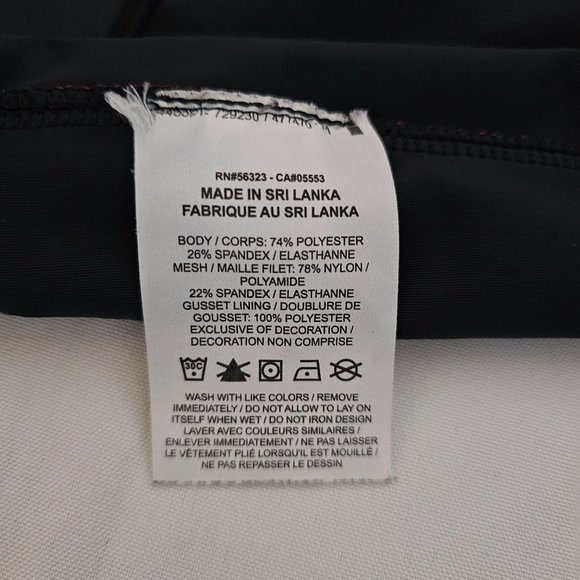 729230 /
RN#56323 - CA#05553
MADE IN SRI LANKA
FABRIQUE AU SRI LANKA
BODY / CORPS: 74% POLYESTER
26% SPANDEX / ELASTHANNE
MESH / MAILLE FILET: 78% NYLON /
POLYAMIDE
22% SPANDEX / ELASTHANNE
GUSSET LINING / DOUBLURE DE
GOUSSET: 100% POLYESTER
EXCLUSIVE OF DECORATION /
DECORATION NON COMPRISE
30C
WASH WITH LIKE COLORS / REMOVE
IMMEDIATELY / DO NOT ALLOW TO LAY ON
ITSELF WHEN WET / DO NOT IRON DESIGN
LAVER AVEC COULEURS SIMILAIRES /
ENLEVER IMMEDIATEMENT / NE PAS LAISSER
LE VÊTEMENT PLIÉ LORSQU'IL EST MOUILLÉ /
NE PAS REPASSER LE DESSIN